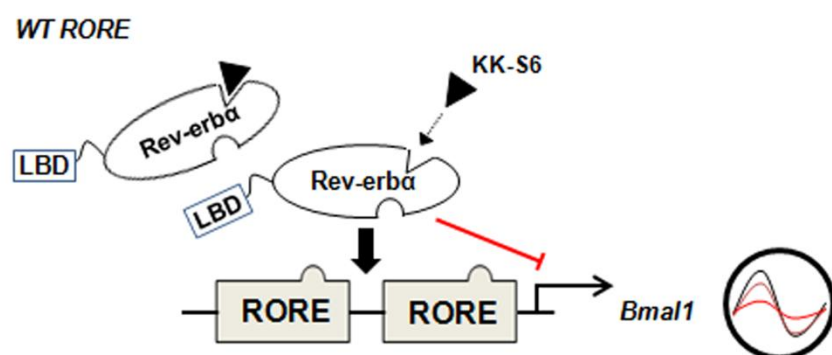 WT RORE
KK-S6
Rev-erbα
LBD
Rev-erbα
LBD
RORE RORE
Bmal1